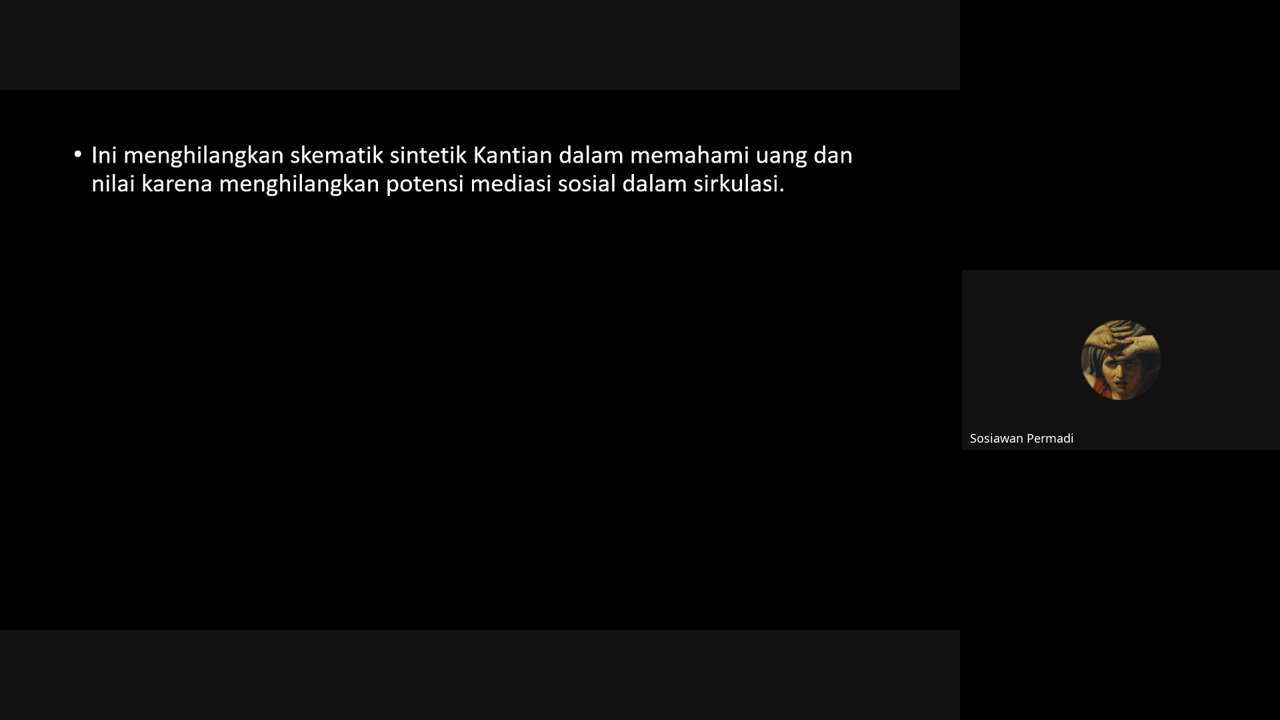 • Ini menghilangkan skematik sintetik Kantian dalam memahami uang dan
nilai karena menghilangkan potensi mediasi sosial dalam sirkulasi.
Sosiawan Permadi